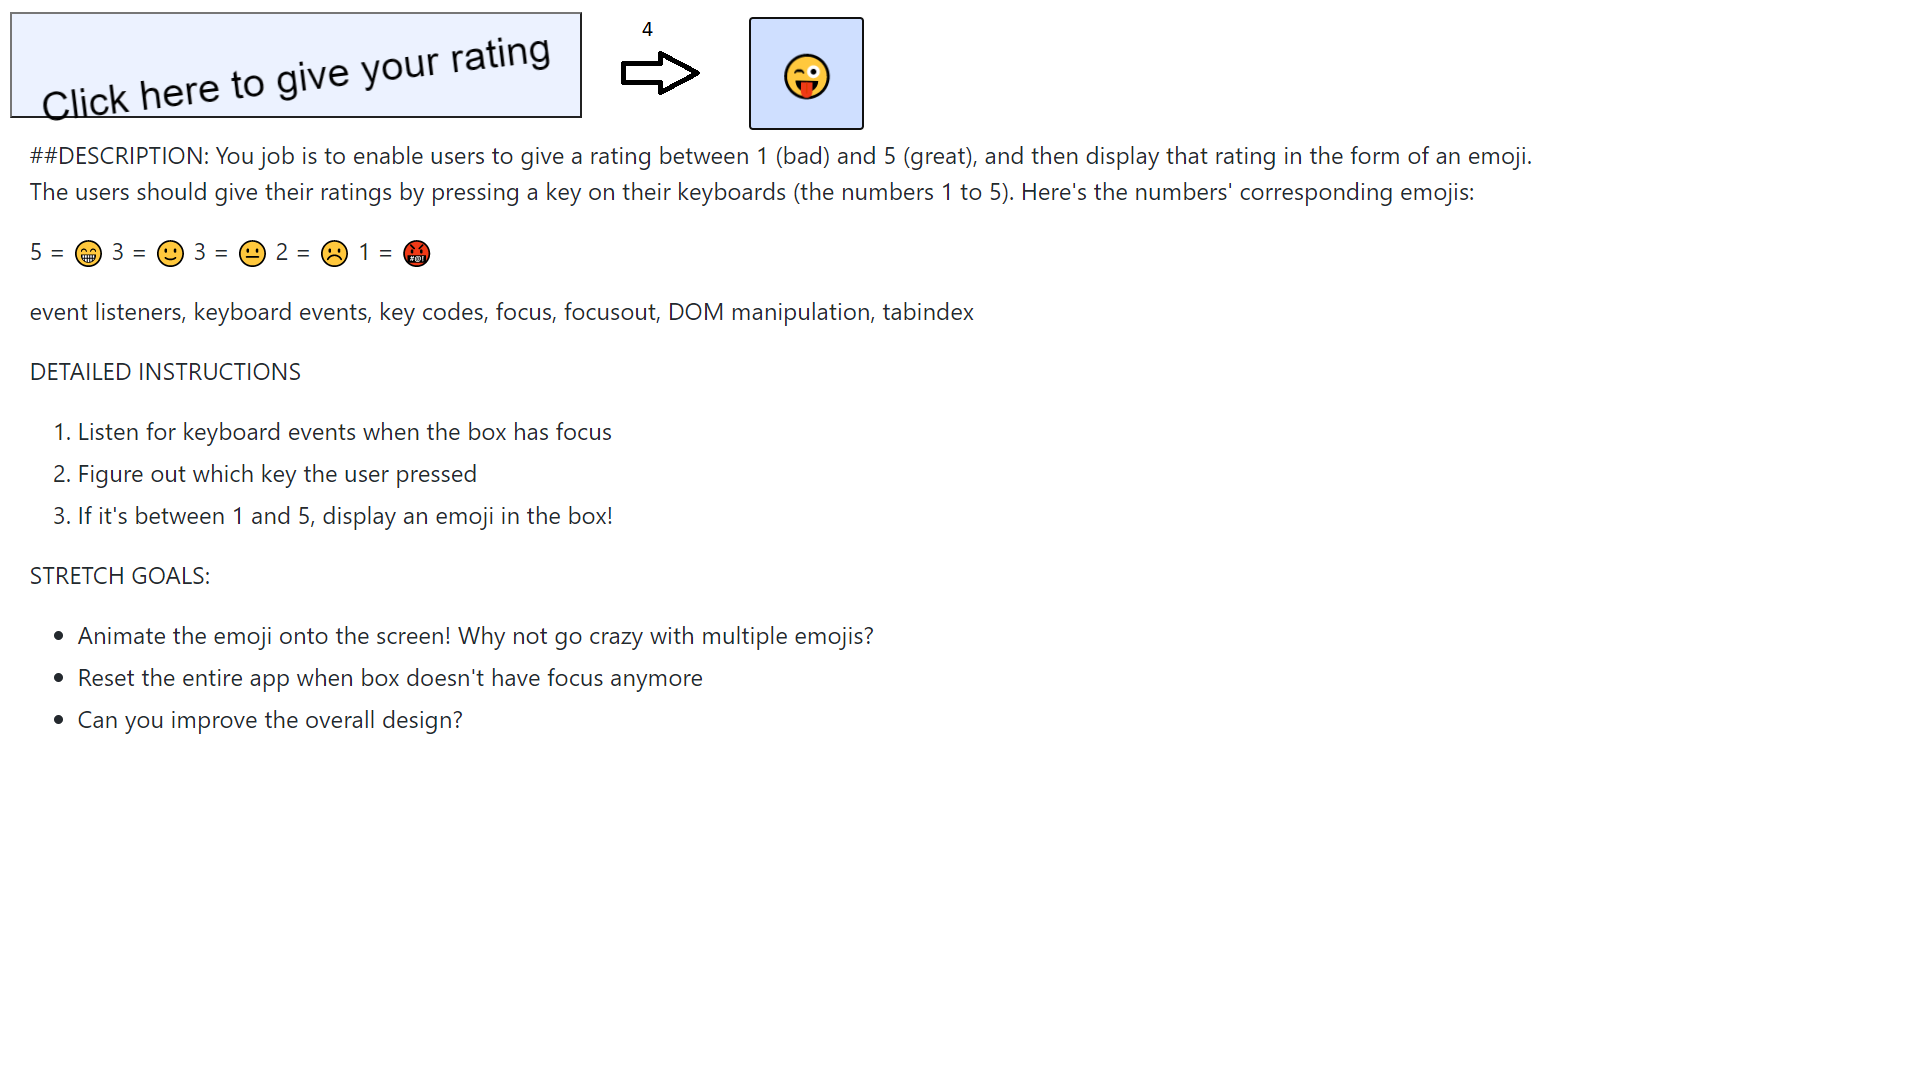 Click here to give your rating
4
##DESCRIPTION: You job is to enable users to give a rating between 1 (bad) and 5 (great), and then display that rating in the form of an emoji.
The users should give their ratings by pressing a key on their keyboards (the numbers 1 to 5). Here's the numbers' corresponding emojis:
5 = 😁 3 = 🙂 3 = 😐 2 = ☹️ 1 = 🤬
event listeners, keyboard events, key codes, focus, focusout, DOM manipulation, tabindex
DETAILED INSTRUCTIONS
1. Listen for keyboard events when the box has focus
2. Figure out which key the user pressed
3. If it's between 1 and 5, display an emoji in the box!
STRETCH GOALS:
• Animate the emoji onto the screen! Why not go crazy with multiple emojis?
• Reset the entire app when box doesn't have focus anymore
• Can you improve the overall design?